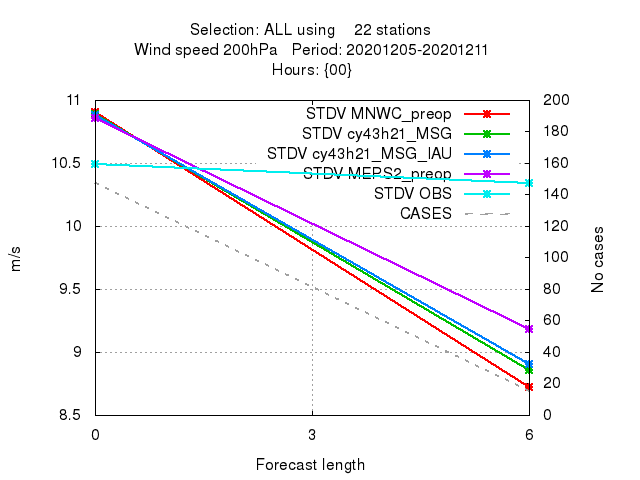 Selection: ALL using 22 stations
Wind speed 200hPa Period: 20201205-20201211
Hours: {00}
11
10.5
10
9.5
9
8.5
m/s
STDV MNWC_preop
STDV cy43h21_MSG
STDV cy43h21_MSG_IAU
STDV MEPS2_preop
STDV OBS
CASES
200
180
160
140
120
100
80
60
40
20
0
No cases
0 3 6
Forecast length